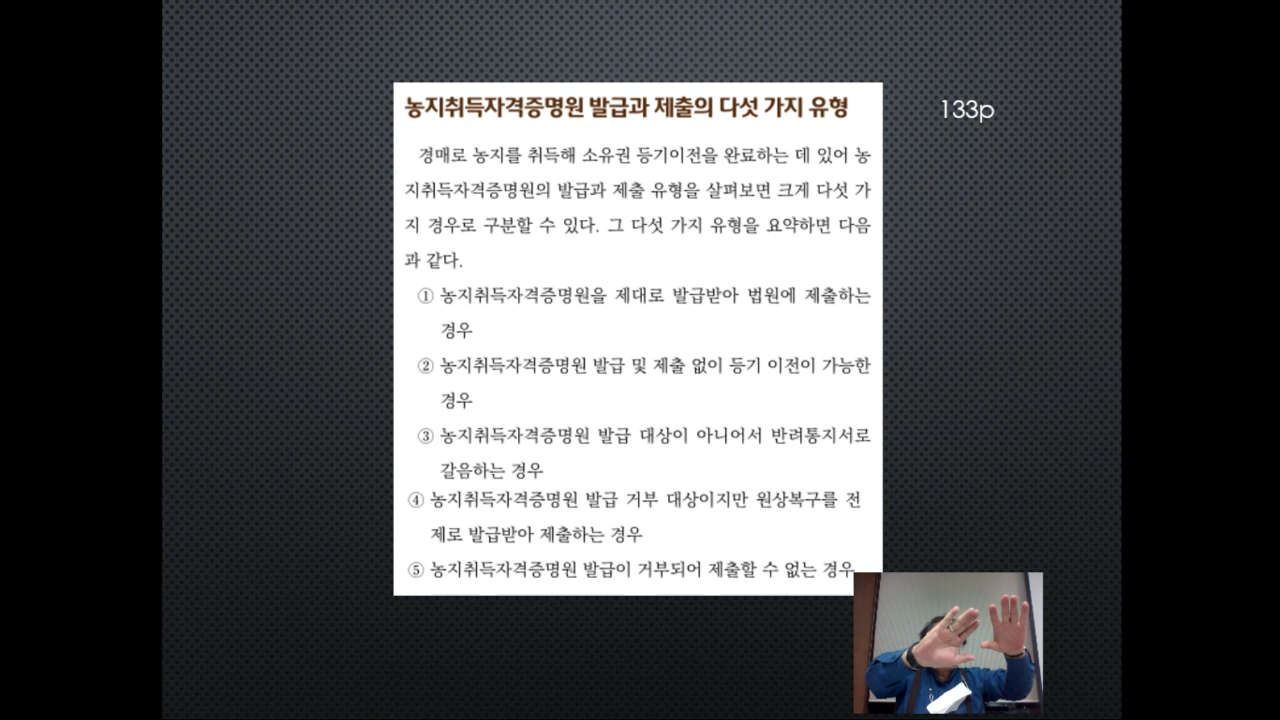 농지취득자격증명원 발급과 제출의 다섯 가지 유형
133p
경매로 농지를 취득해 소유권 등기이전을 완료하는 데 있어 농
지취득자격증명원의 발급과 제출 유형을 살펴보면 크게 다섯 가
지 경우로 구분할 수 있다. 그 다섯 가지 유형을 요약하면 다음
과 같다.
① 농지취득자격증명원을 제대로 발급받아 법원에 제출하는
경우
② 농지취득자격증명원 발급 및 제출 없이 등기 이전이 가능한
경우
③ 농지취득자격증명원 발급 대상이 아니어서 반려통지서로
갈음하는 경우
④ 농지취득자격증명원 발급 거부 대상이지만 원상복구를 전
제로 발급받아 제출하는 경우
⑤ 농지취득자격증명원 발급이 거부되어 제출할 수 없는 경우